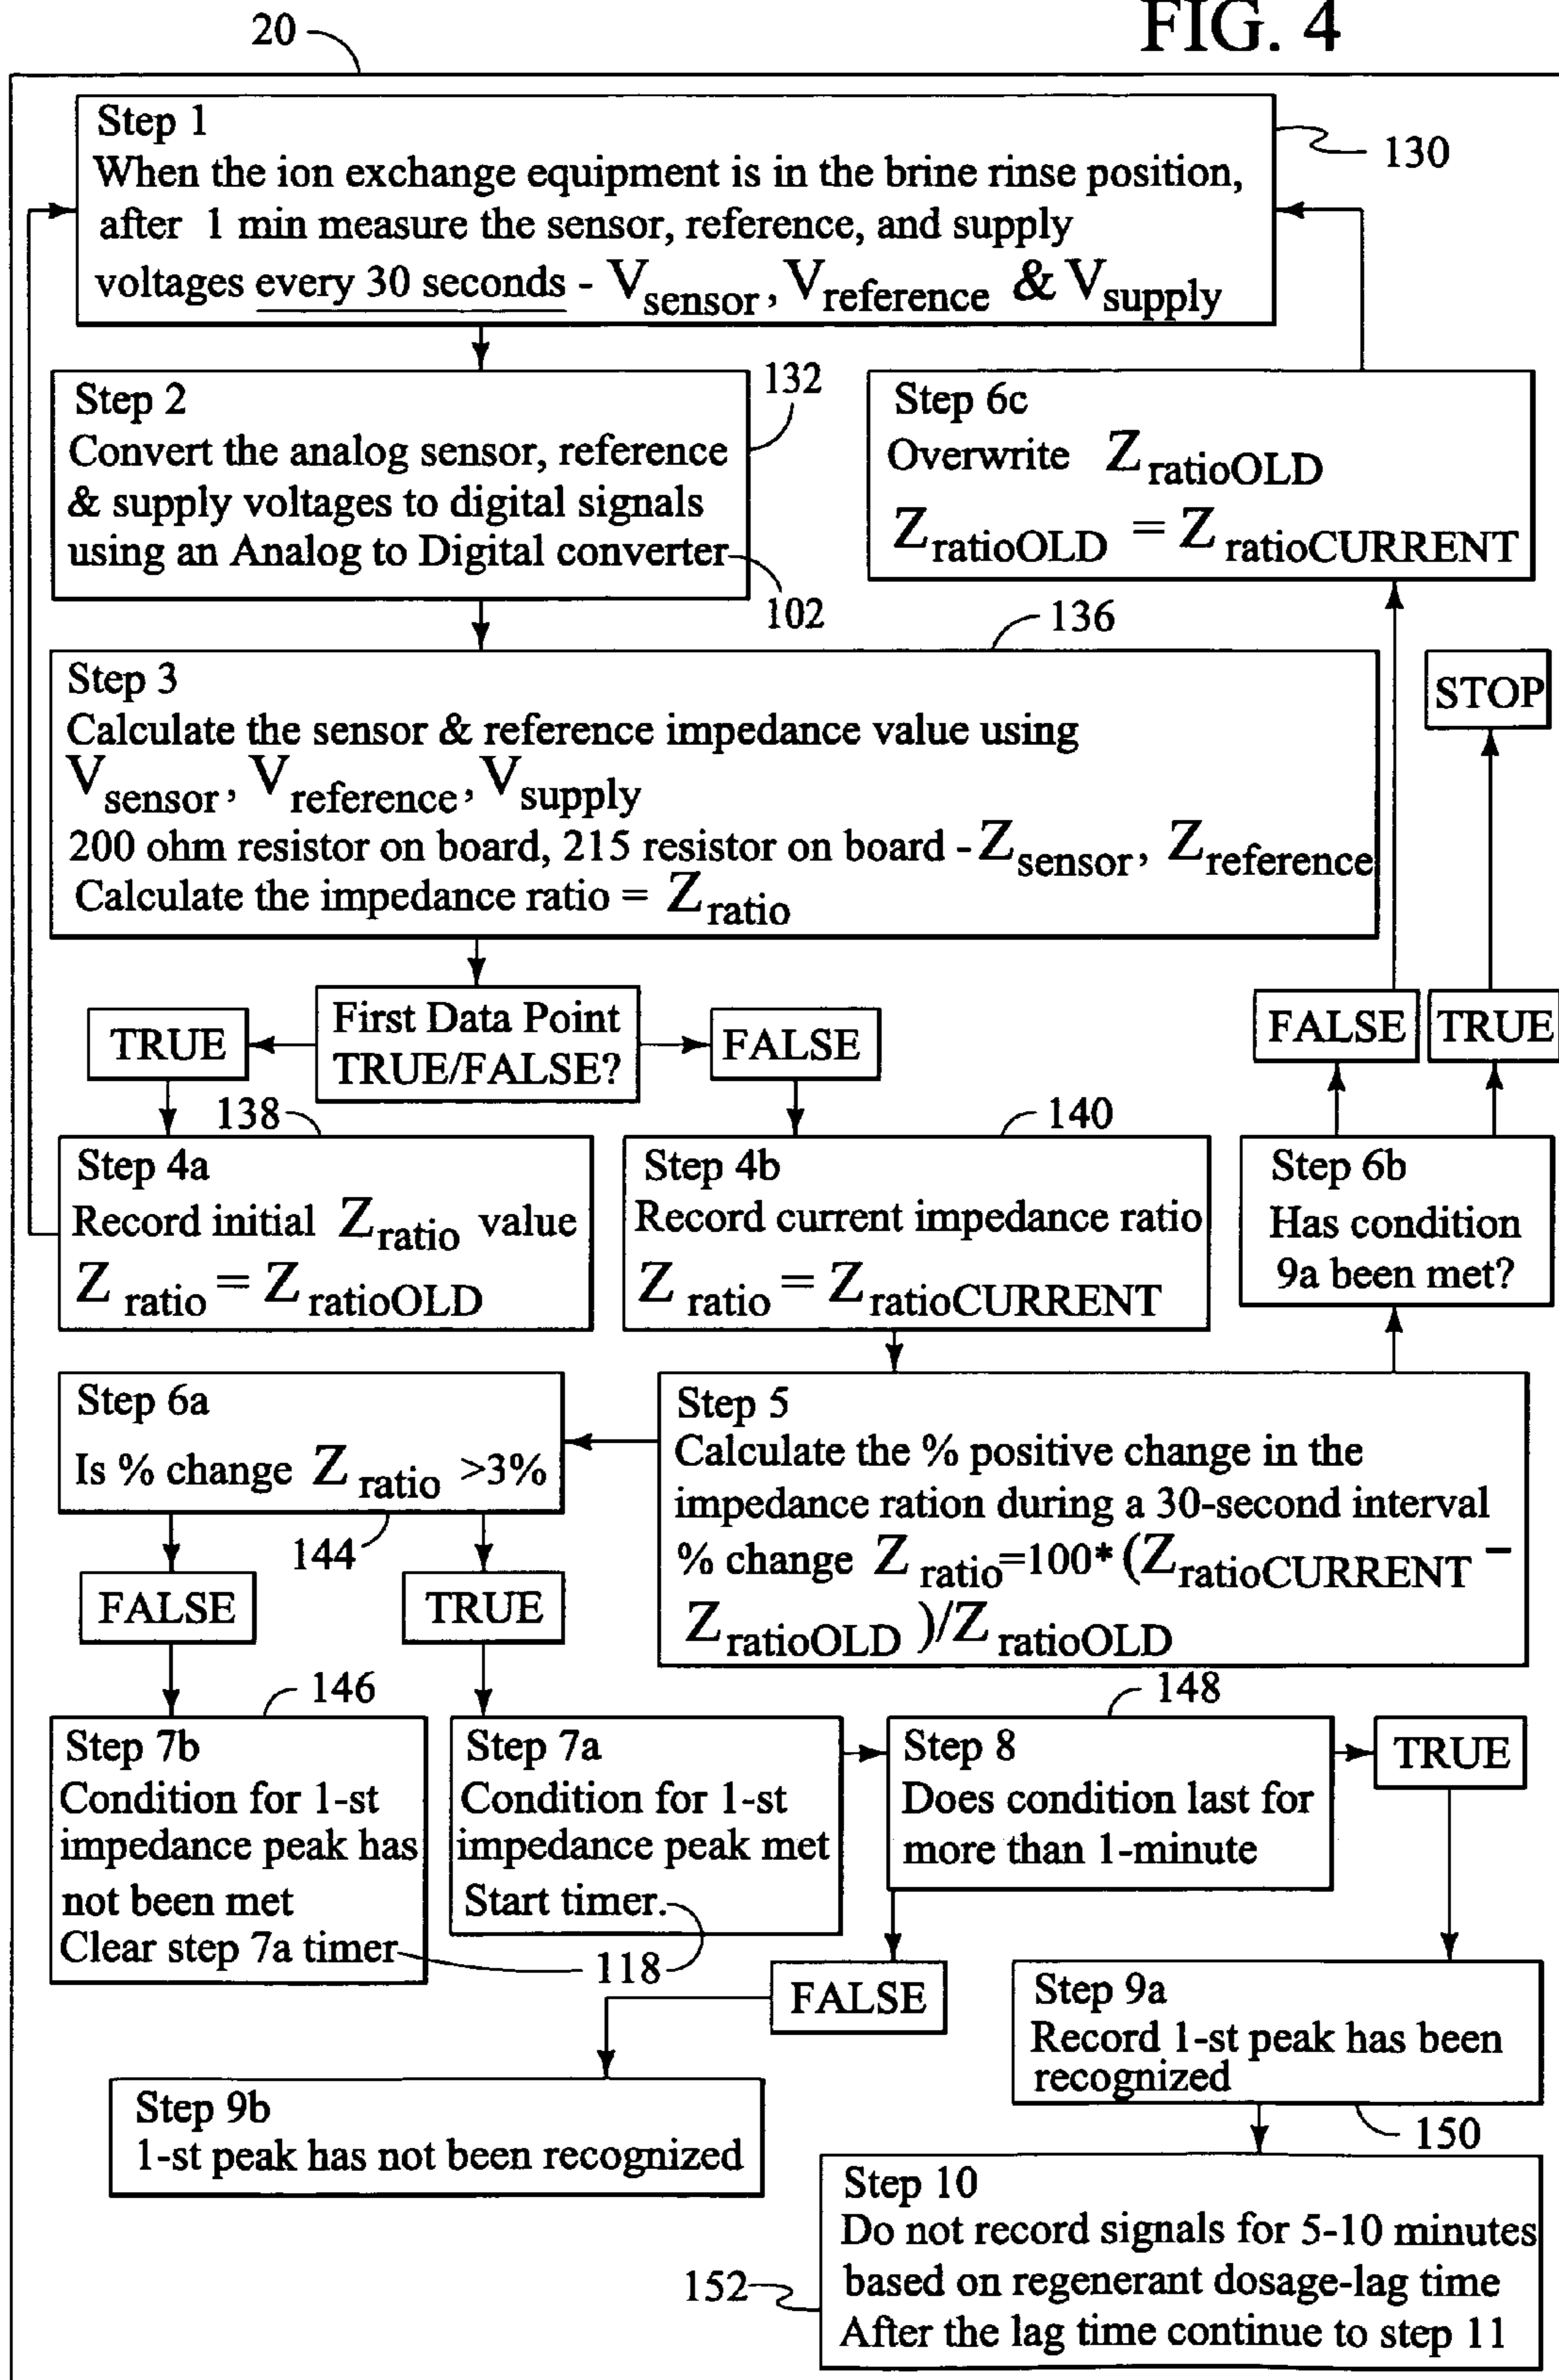 FIG. 4
20
Step 1
When the ion exchange equipment is in the brine rinse position,
after 1 min measure the sensor, reference, and supply
voltages every 30 seconds - Vsensor, Vreference & Vsupply
130
Step 2
Convert the analog sensor, reference
& supply voltages to digital signals
using an Analog to Digital converter
132
102
Step 6c
Overwrite ZratioOLD
ZratioOLD = ZratioCURRENT
136
Step 3
Calculate the sensor & reference impedance value using
Vsensor, Vreference, Vsupply
200 ohm resistor on board, 215 resistor on board - Zsensor, Zreference
Calculate the impedance ratio = Zratio
STOP
TRUE
First Data Point
TRUE/FALSE?
FALSE
FALSE
TRUE
138
Step 4a
Record initial Zratio value
Zratio = ZratioOLD
140
Step 4b
Record current impedance ratio
Zratio = ZratioCURRENT
Step 6b
Has condition
9a been met?
Step 6a
Is % change Zratio >3%
144
Step 5
Calculate the % positive change in the
impedance ration during a 30-second interval
% change Zratio=100*(ZratioCURRENT -
ZratioOLD )/ZratioOLD
FALSE
TRUE
146
Step 7b
Condition for 1-st
impedance peak has
not been met
Clear step 7a timer
Step 7a
Condition for 1-st
impedance peak met
Start timer.
118
148
Step 8
Does condition last for
more than 1-minute
TRUE
FALSE
Step 9a
Record 1-st peak has been
recognized
150
Step 9b
1-st peak has not been recognized
Step 10
Do not record signals for 5-10 minutes
based on regenerant dosage-lag time
After the lag time continue to step 11
152